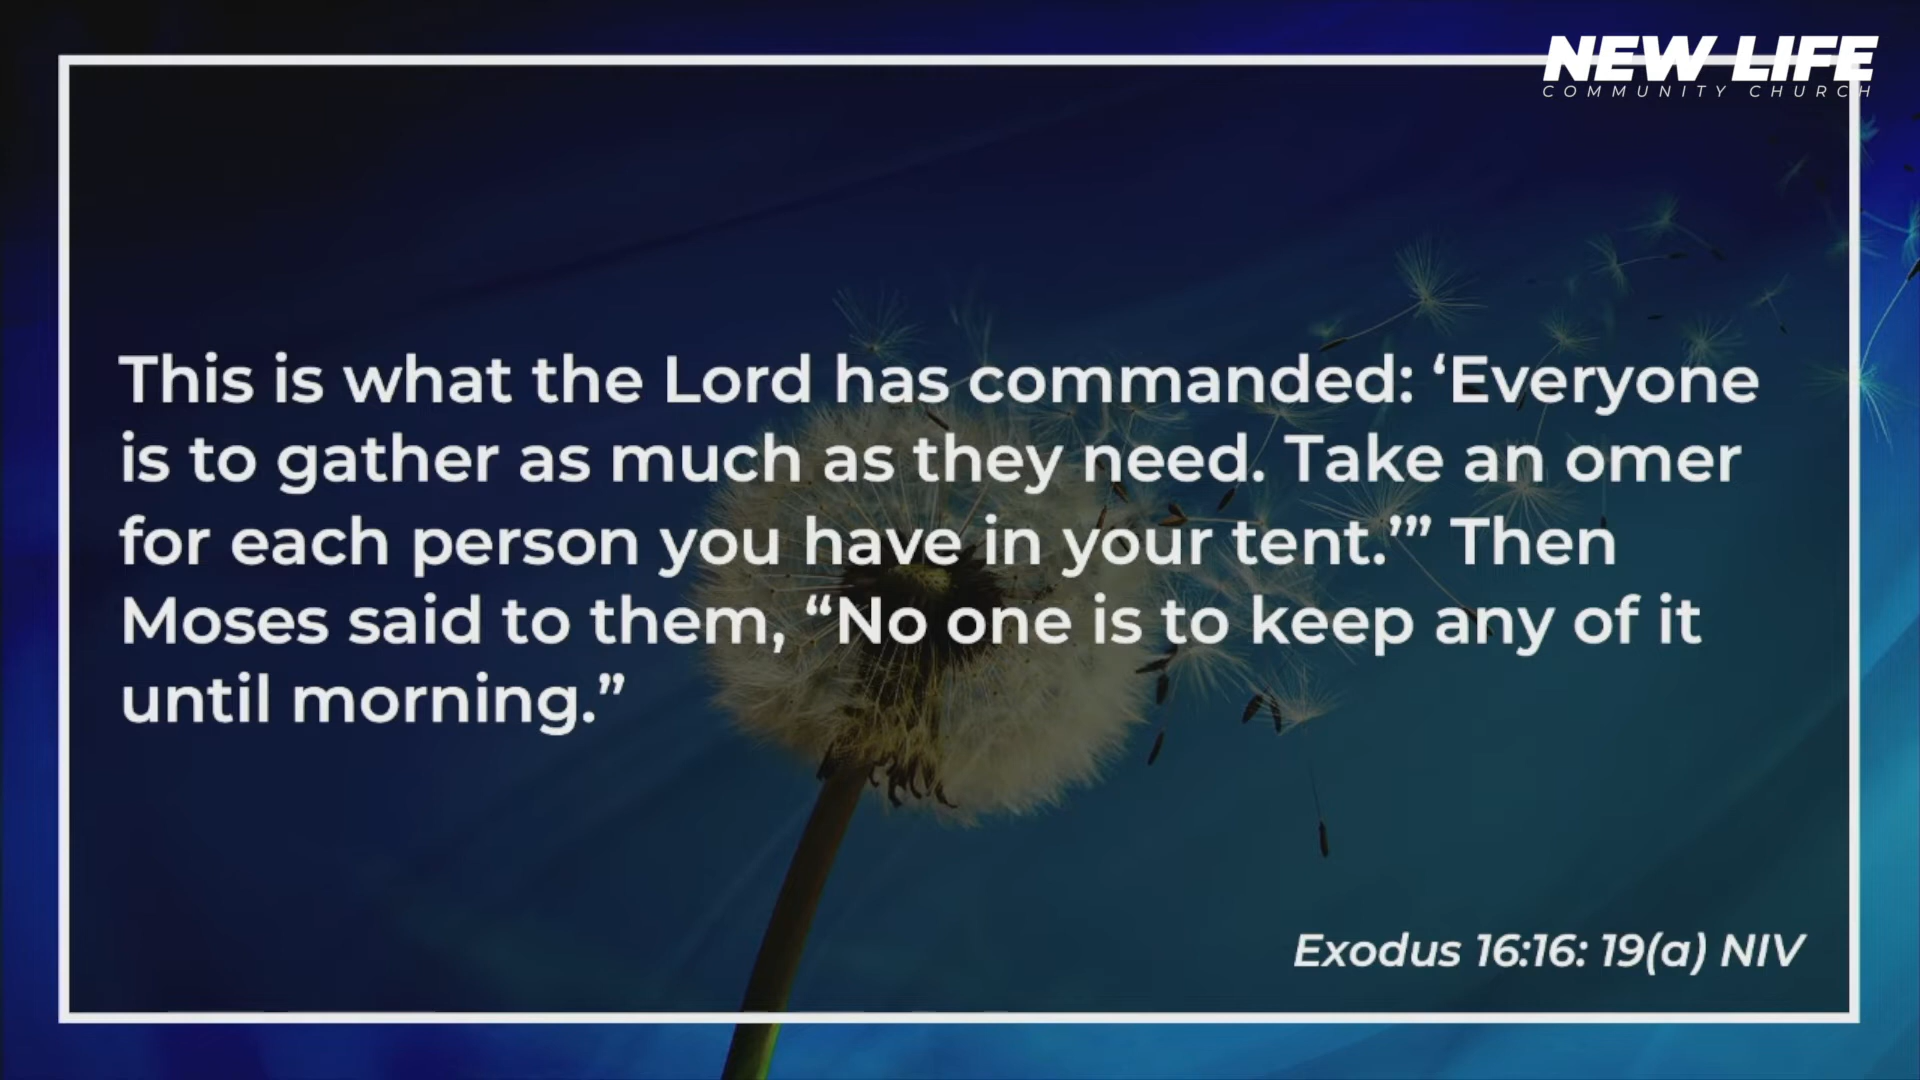 NEW LIFE
COMMUNITY CHURCH
This is what the Lord has commanded: ‘Everyone
is to gather as much as they need. Take an omer
for each person you have in your tent.’” Then
Moses said to them, “No one is to keep any of it
until morning.”
Exodus 16:16: 19(a) NIV